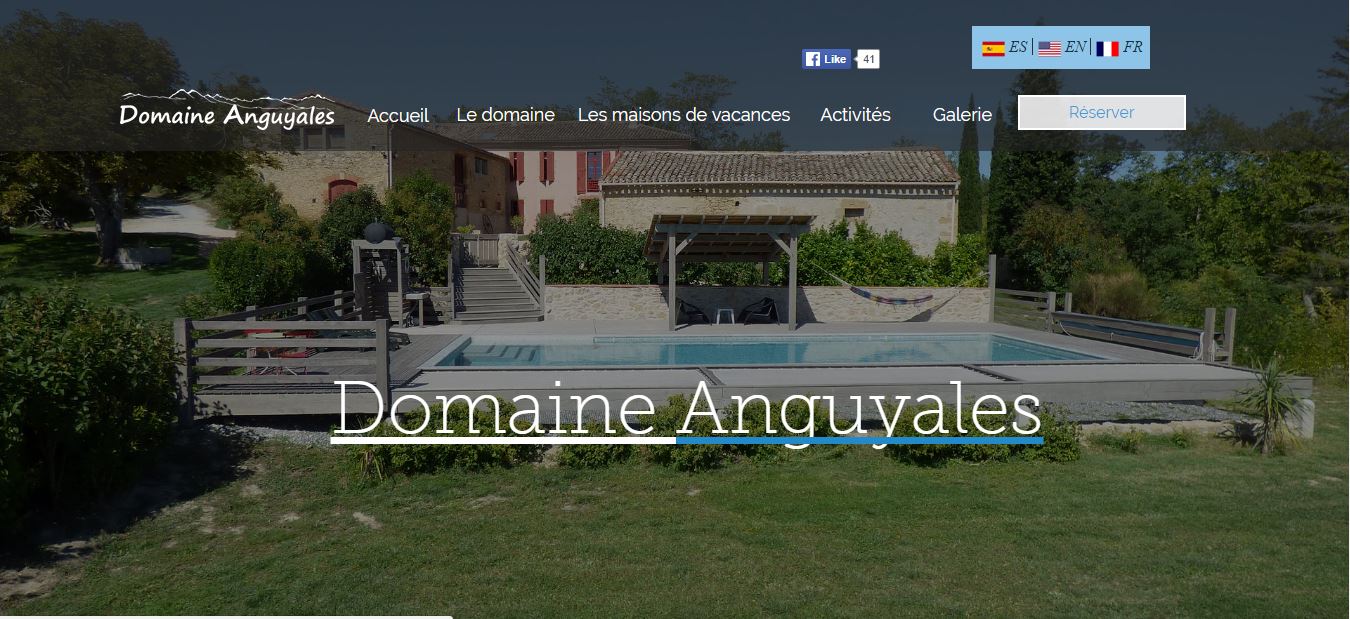 ES | EN | FR
Like 41
Domaine Anguyales
Accueil Le domaine Les maisons de vacances Activités Galerie Réserver
Domaine Anguyales